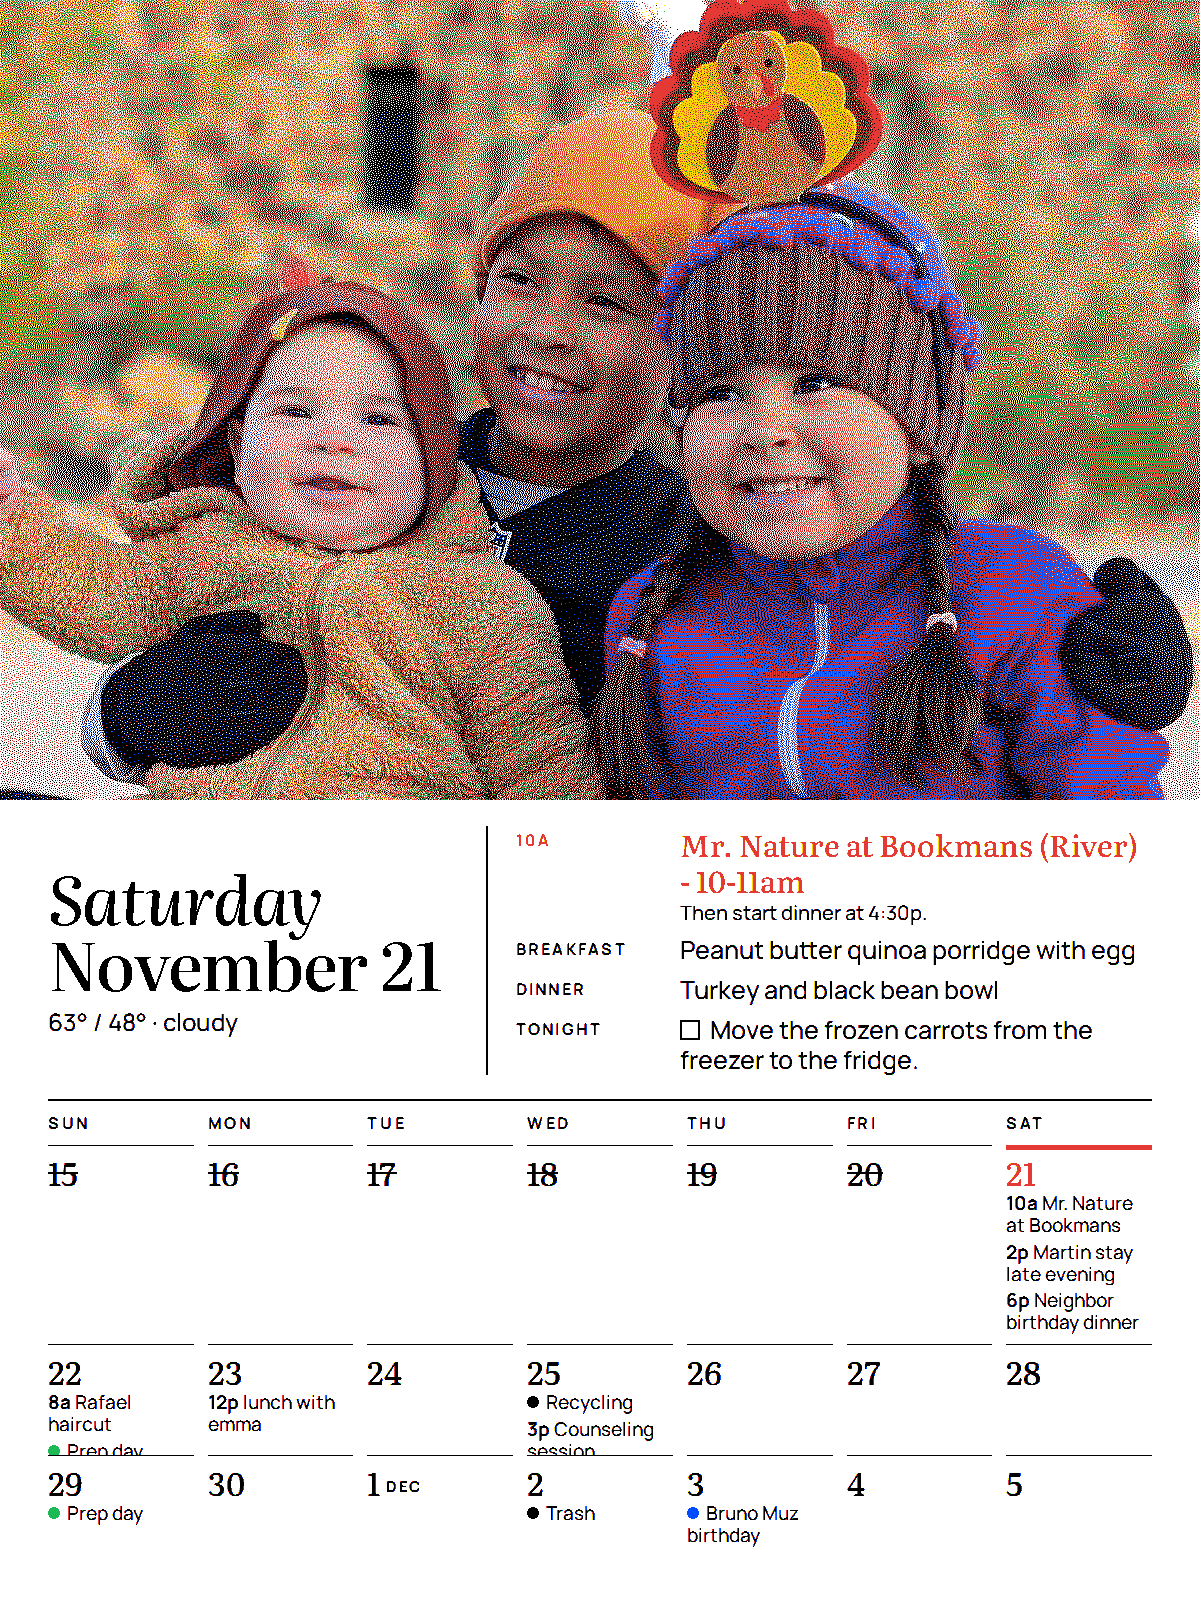 Saturday
November 21
63° / 48° · cloudy
10A
Mr. Nature at Bookmans (River)
- 10-11am
Then start dinner at 4:30p.
BREAKFAST
Peanut butter quinoa porridge with egg
DINNER
Turkey and black bean bowl
TONIGHT
Move the frozen carrots from the
freezer to the fridge.
SUN MON TUE WED THU FRI SAT
15 16 17 18 19 20 21
10a Mr. Nature
at Bookmans
2p Martin stay
late evening
6p Neighbor
birthday dinner
22 23 24 25 26 27 28
8a Rafael
haircut
Prep day
12p lunch with
emma
Recycling
3p Counseling
session
29 30 1 DEC 2 3 4 5
Prep day
Trash
Bruno Muz
birthday